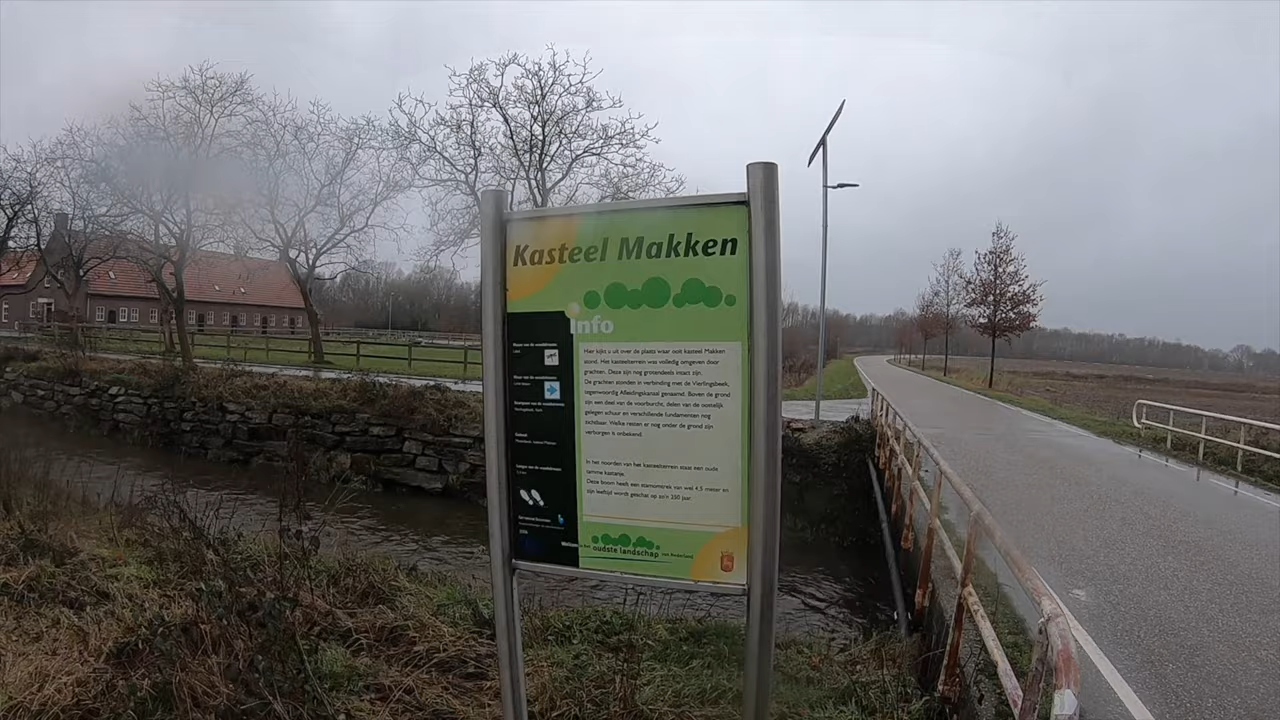 Kasteel Makken
Info
Hier kijkt u uit over de plaats waar ooit kasteel Makken
stond. Het kasteelterrein was volledig omgeven door
grachten. Deze zijn nog grotendeels intact zijn.
De grachten stonden in verbinding met de Vierlingsbeek,
tegenwoordig Afleidingskanaal genaamd. Boven de grond
zijn een deel van de voorburcht, delen van de oostelijk
gelegen schuur en verschillende fundamenten nog
zichtbaar. Welke resten er nog onder de grond zijn
verborgen is onbekend.
In het noorden van het kasteelterrein staat een oude
tamme kastanje.
Deze boom heeft een stamomtrek van wel 4,5 meter en
zijn leeftijd wordt geschat op zo'n 350 jaar.
oudste landschap
van Nederland